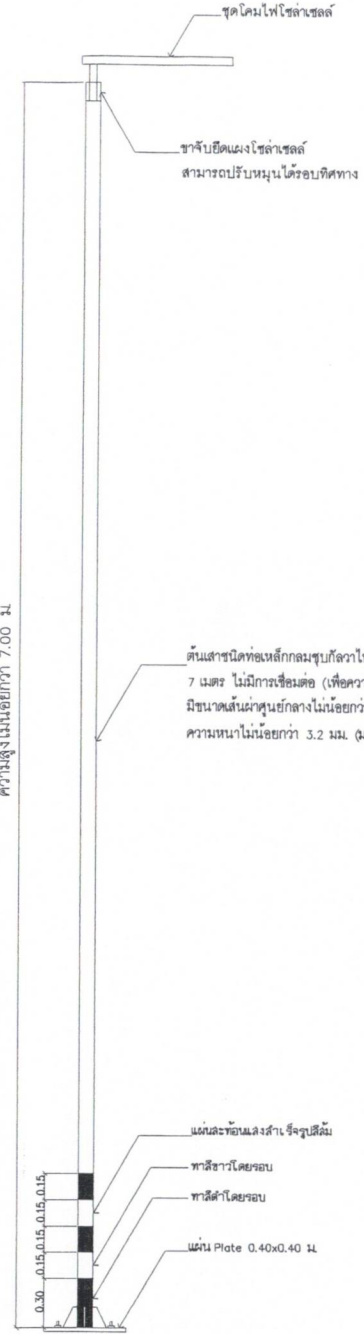 ชุดโคมไฟโซล่าเซลล์
ขาจับยึดแผงโซล่าเซลล์
สามารถปรับหมุนได้รอบทิศทาง
ความสูงไม่น้อยกว่า 7.00 ม.
ต้นเสาชนิดท่อเหล็กกลมชุบกัลวาไน
7 เมตร ไม่มีการเชื่อมต่อ (เพื่อควา
มีขนาดเส้นผ่าศูนย์กลางไม่น้อยกว่
ความหนาไม่น้อยกว่า 3.2 มม. (ม
แผ่นสะท้อนแสงสำเร็จรูปสีส้ม
ทาสีขาวโดยรอบ
ทาสีดำโดยรอบ
แผ่น Plate 0.40x0.40 ม.
0.15
0.15
0.15
0.15
0.30